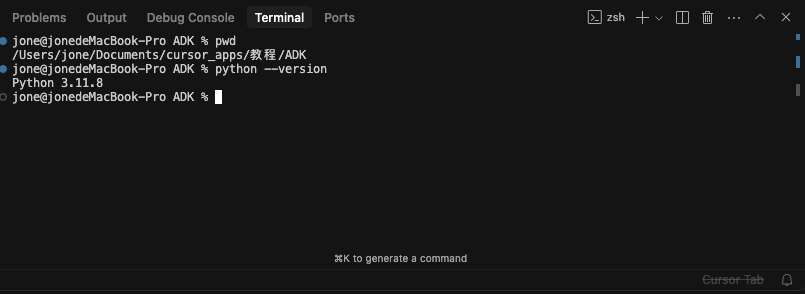 Problems Output Debug Console Terminal Ports zsh
jone@jonedeMacBook-Pro ADK % pwd
/Users/jone/Documents/cursor_apps/教程/ADK
jone@jonedeMacBook-Pro ADK % python --version
Python 3.11.8
jone@jonedeMacBook-Pro ADK %
⌘K to generate a command
Cursor Tab